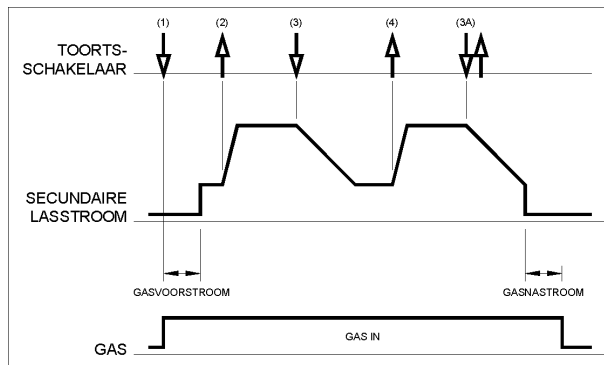 (1) (2) (3) (4) (3A)
TOORTS-
SCHAKELAAR
SECUNDAIRE
LASSTROOM
GASVOORSTROOM GASNASTROOM
GAS IN
GAS